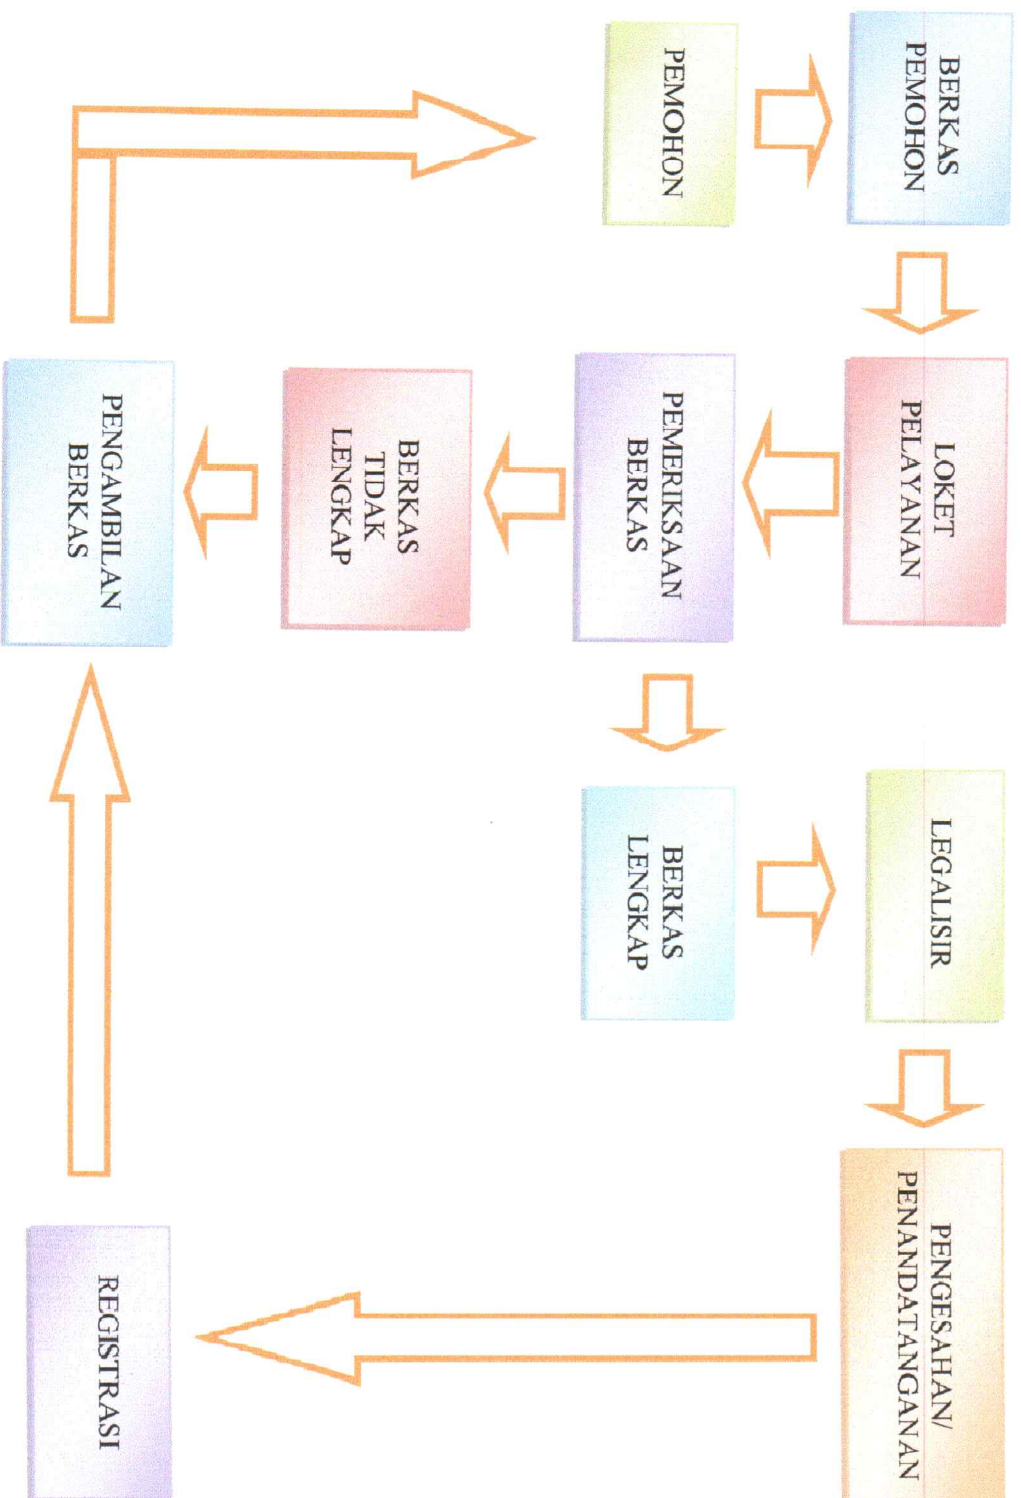 BERKAS
PEMOHON
LOKET
PELAYANAN
LEGALISIR
PENGESAHAN/
PENANDATANGANAN
PEMOHON
PEMERIKSAAN
BERKAS
BERKAS
LENGKAP
BERKAS
TIDAK
LENGKAP
PENGAMBILAN
BERKAS
REGISTRASI